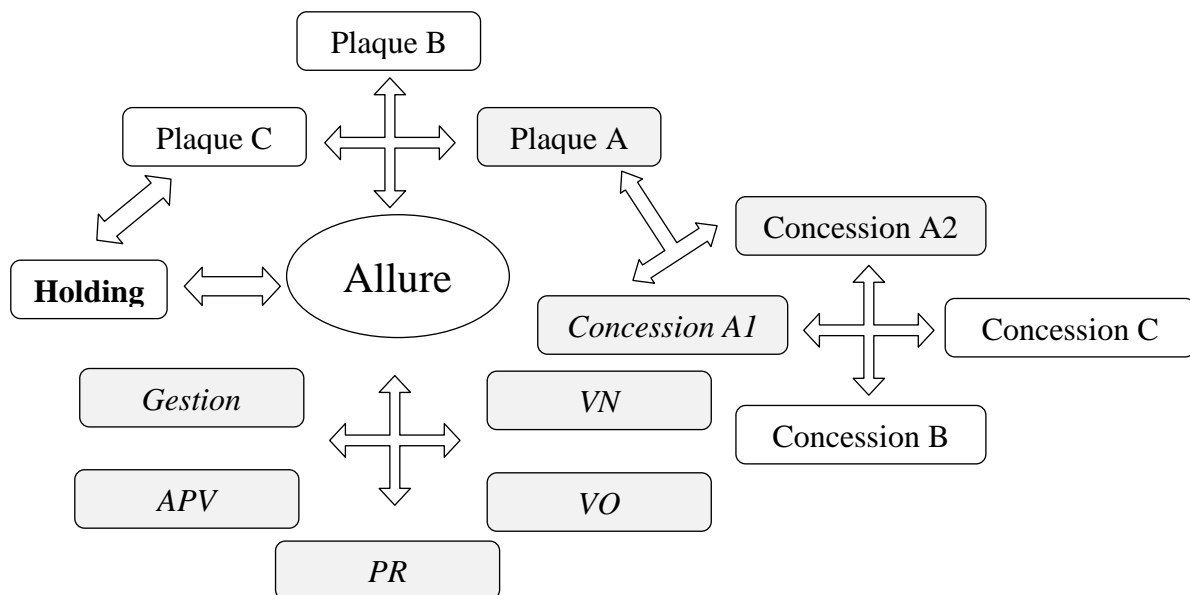 Plaque B
Plaque C
Plaque A
Concession A2
Holding
Allure
Concession A1
Concession C
Gestion
VN
Concession B
APV
VO
PR